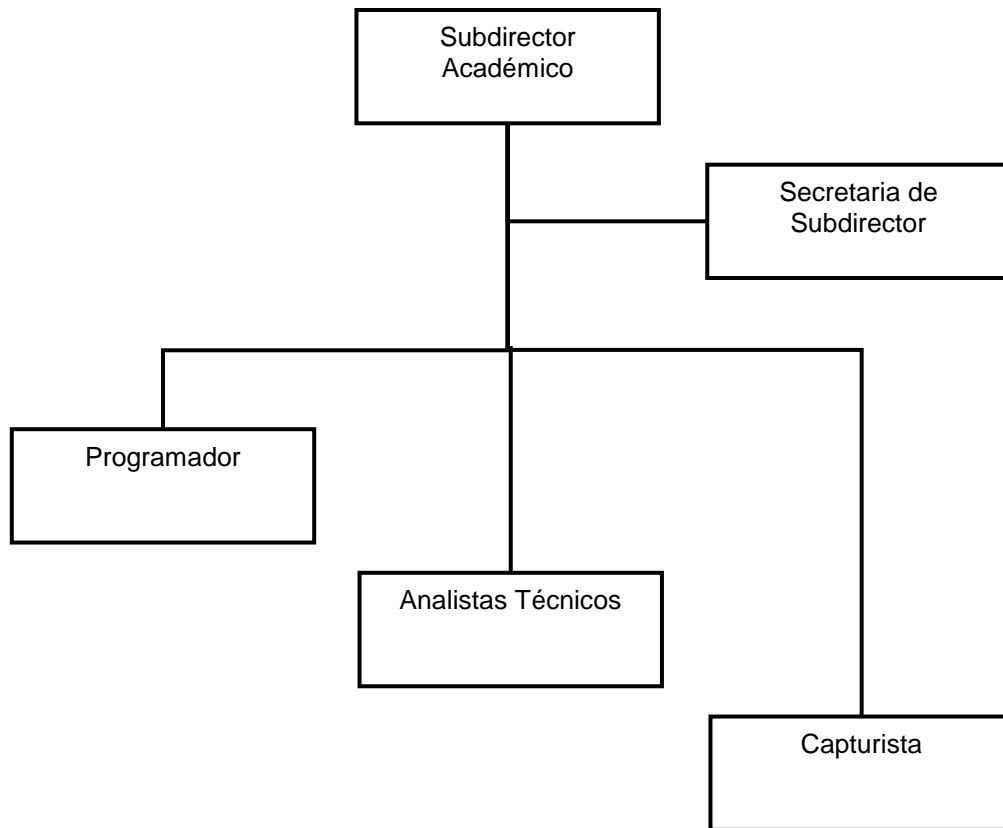 Subdirector
Académico
Secretaria de
Subdirector
Programador
Analistas Técnicos
Capturista